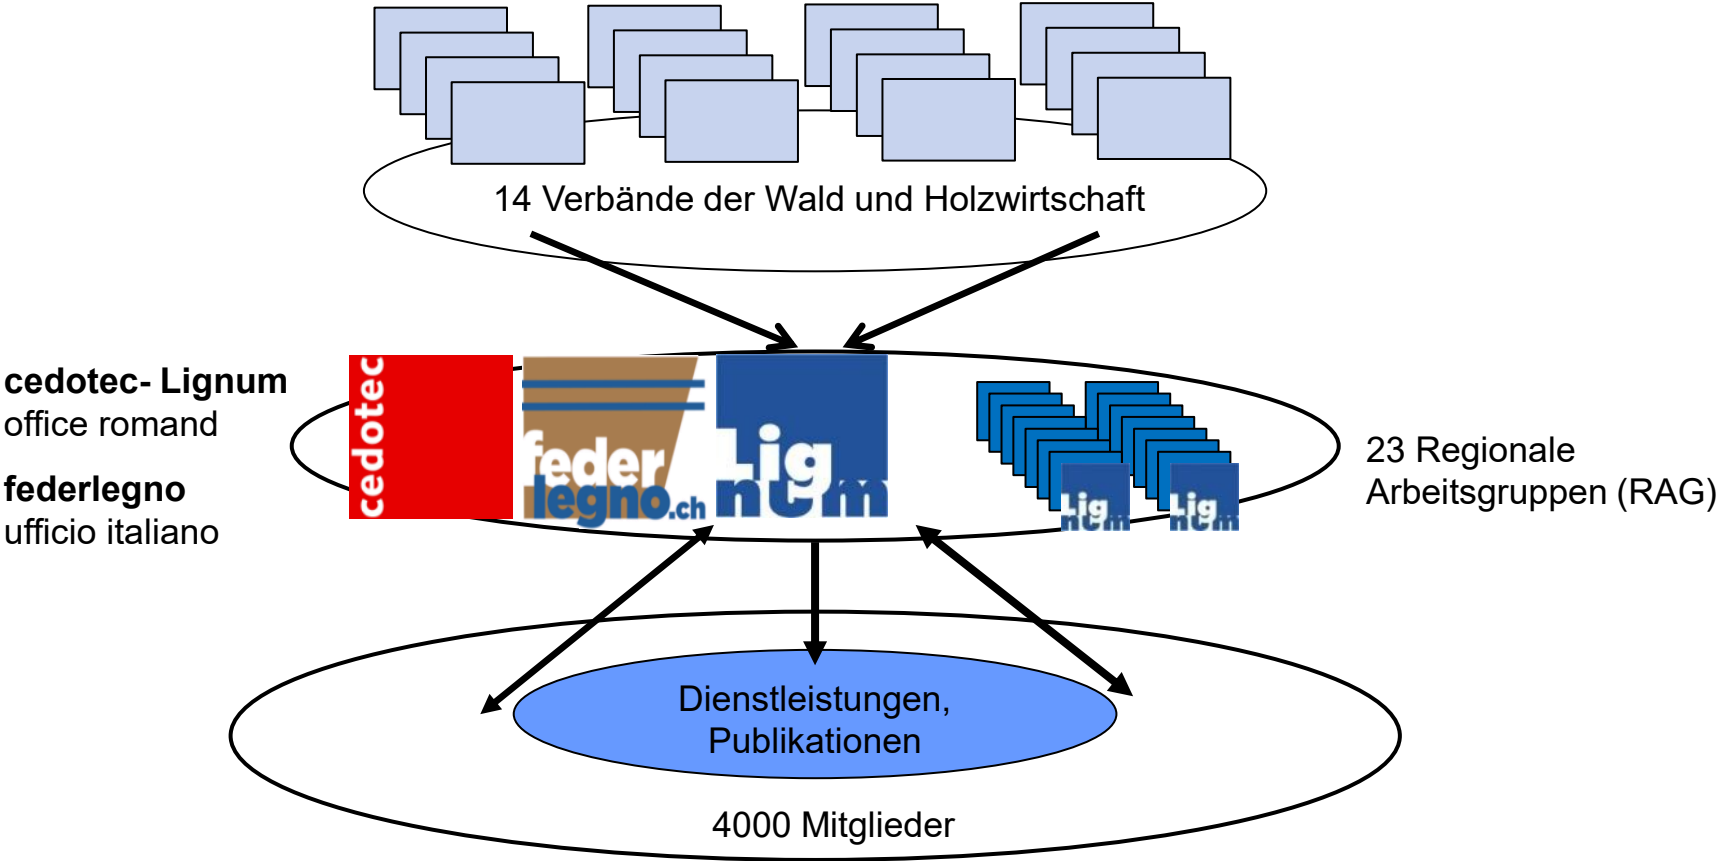 14 Verbände der Wald und Holzwirtschaft
cedotec- Lignum
office romand
federlegno
ufficio italiano
cedotec
feder
legno.ch
Lig
num
Lig
num
Lig
num
23 Regionale
Arbeitsgruppen (RAG)
Dienstleistungen,
Publikationen
4000 Mitglieder